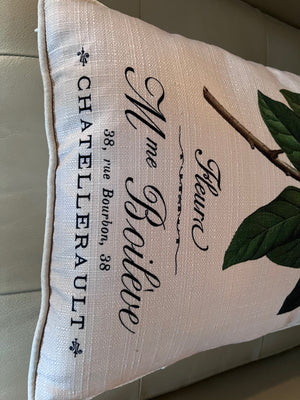 Fleurs
Mme Boilève
38, rue Bourbon, 38
CHATELLERAULT